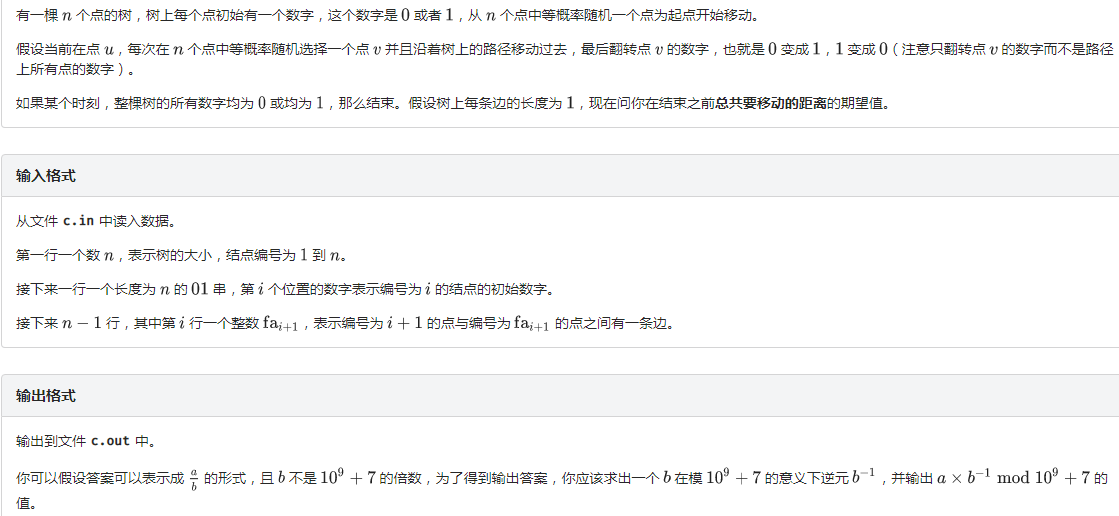 有一棵 n 个点的树，树上每个点初始有一个数字，这个数字是 0 或者 1，从 n 个点中等概率随机一个点为起点开始移动。
假设当前在点 u，每次在 n 个点中等概率随机选择一个点 v 并且沿着树上的路径移动过去，最后翻转点 v 的数字，也就是 0 变成 1，1 变成 0（注意只翻转点 v 的数字而不是路径
上所有点的数字）。
如果某个时刻，整棵树的所有数字均为 0 或均为 1，那么结束。假设树上每条边的长度为 1，现在问你在结束之前总共要移动的距离的期望值。
输入格式
从文件 c.in 中读入数据。
第一行一个数 n，表示树的大小，结点编号为 1 到 n。
接下来一行一个长度为 n 的 01 串，第 i 个位置的数字表示编号为 i 的结点的初始数字。
接下来 n − 1 行，其中第 i 行一个整数 fa_{i+1}，表示编号为 i + 1 的点与编号为 fa_{i+1} 的点之间有一条边。
输出格式
输出到文件 c.out 中。
你可以假设答案可以表示成 \frac{a}{b} 的形式，且 b 不是 10^9 + 7 的倍数，为了得到输出答案，你应该求出一个 b 在模 10^9 + 7 的意义下逆元 b^{-1}，并输出 a × b^{-1} mod 10^9 + 7 的
值。